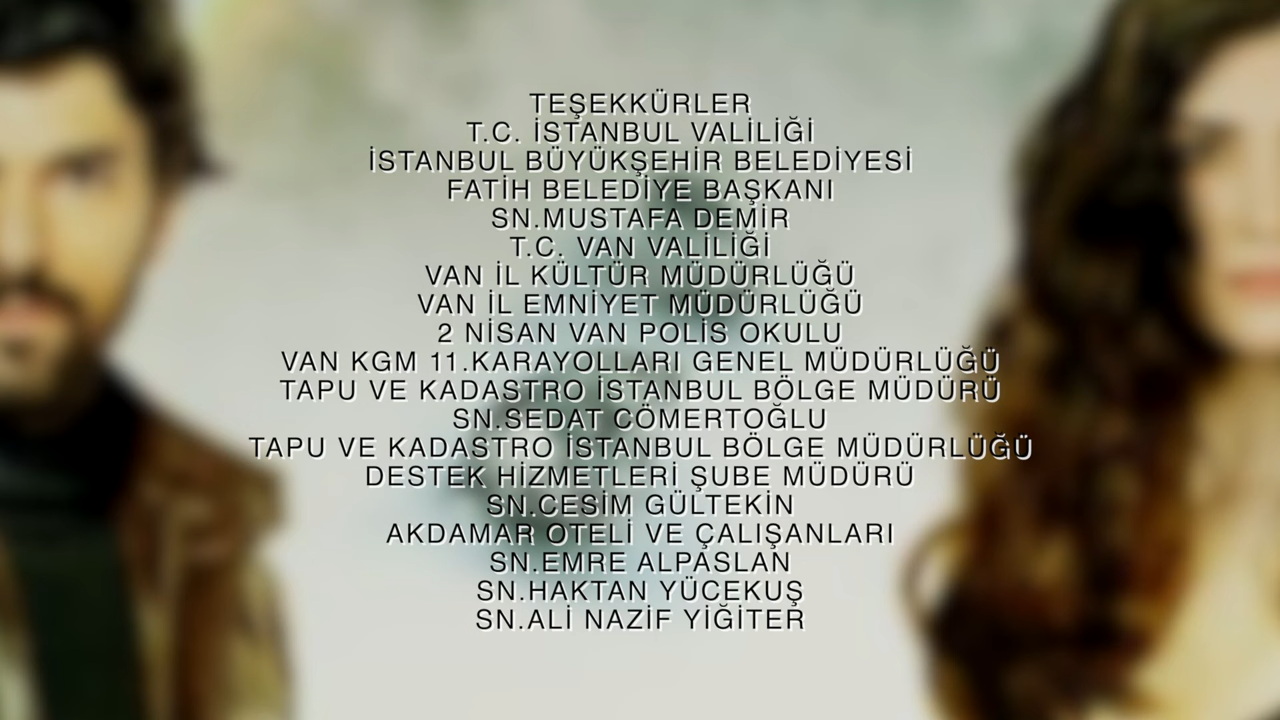 TEŞEKKÜRLER
T.C. İSTANBUL VALİLİĞİ
İSTANBUL BÜYÜKŞEHİR BELEDİYESİ
FATİH BELEDİYE BAŞKANI
SN.MUSTAFA DEMİR
T.C. VAN VALİLİĞİ
VAN İL KÜLTÜR MÜDÜRLÜĞÜ
VAN İL EMNİYET MÜDÜRLÜĞÜ
2 NİSAN VAN POLİS OKULU
VAN KGM 11.KARAYOLLARI GENEL MÜDÜRLÜĞÜ
TAPU VE KADASTRO İSTANBUL BÖLGE MÜDÜRÜ
SN.SEDAT CÖMERTOĞLU
TAPU VE KADASTRO İSTANBUL BÖLGE MÜDÜRLÜĞÜ
DESTEK HİZMETLERİ ŞUBE MÜDÜRÜ
SN.CESİM GÜLTEKİN
AKDAMAR OTELİ VE ÇALIŞANLARI
SN.EMRE ALPASLAN
SN.HAKTAN YÜCEKUŞ
SN.ALİ NAZİF YİĞİTER